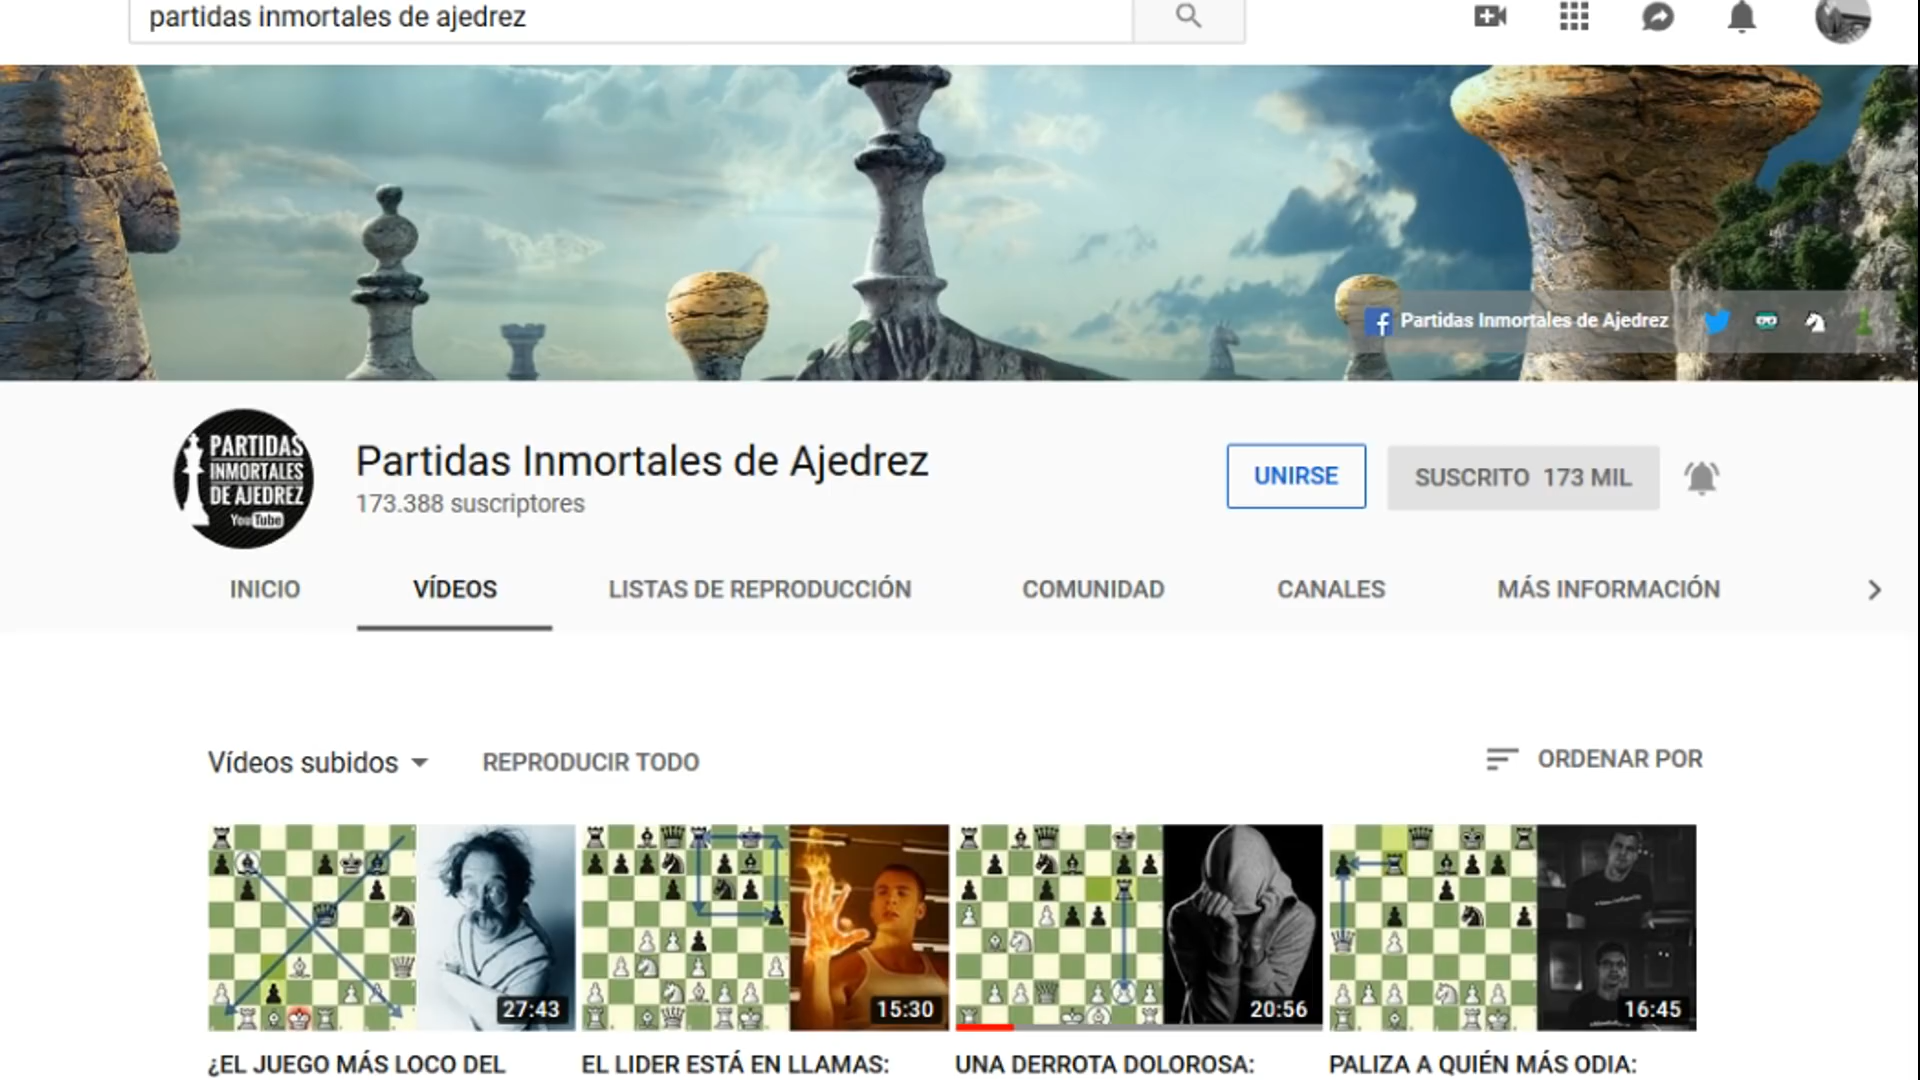 partidas inmortales de ajedrez
Partidas Inmortales de Ajedrez
PARTIDAS
INMORTALES
DE AJEDREZ
YouTube
Partidas Inmortales de Ajedrez
173.388 suscriptores
UNIRSE
SUSCRITO 173 MIL
INICIO
VÍDEOS
LISTAS DE REPRODUCCIÓN
COMUNIDAD
CANALES
MÁS INFORMACIÓN
Vídeos subidos
REPRODUCIR TODO
ORDENAR POR
27:43
15:30
20:56
16:45
¿EL JUEGO MÁS LOCO DEL
EL LIDER ESTÁ EN LLAMAS:
UNA DERROTA DOLOROSA:
PALIZA A QUIÉN MÁS ODIA: